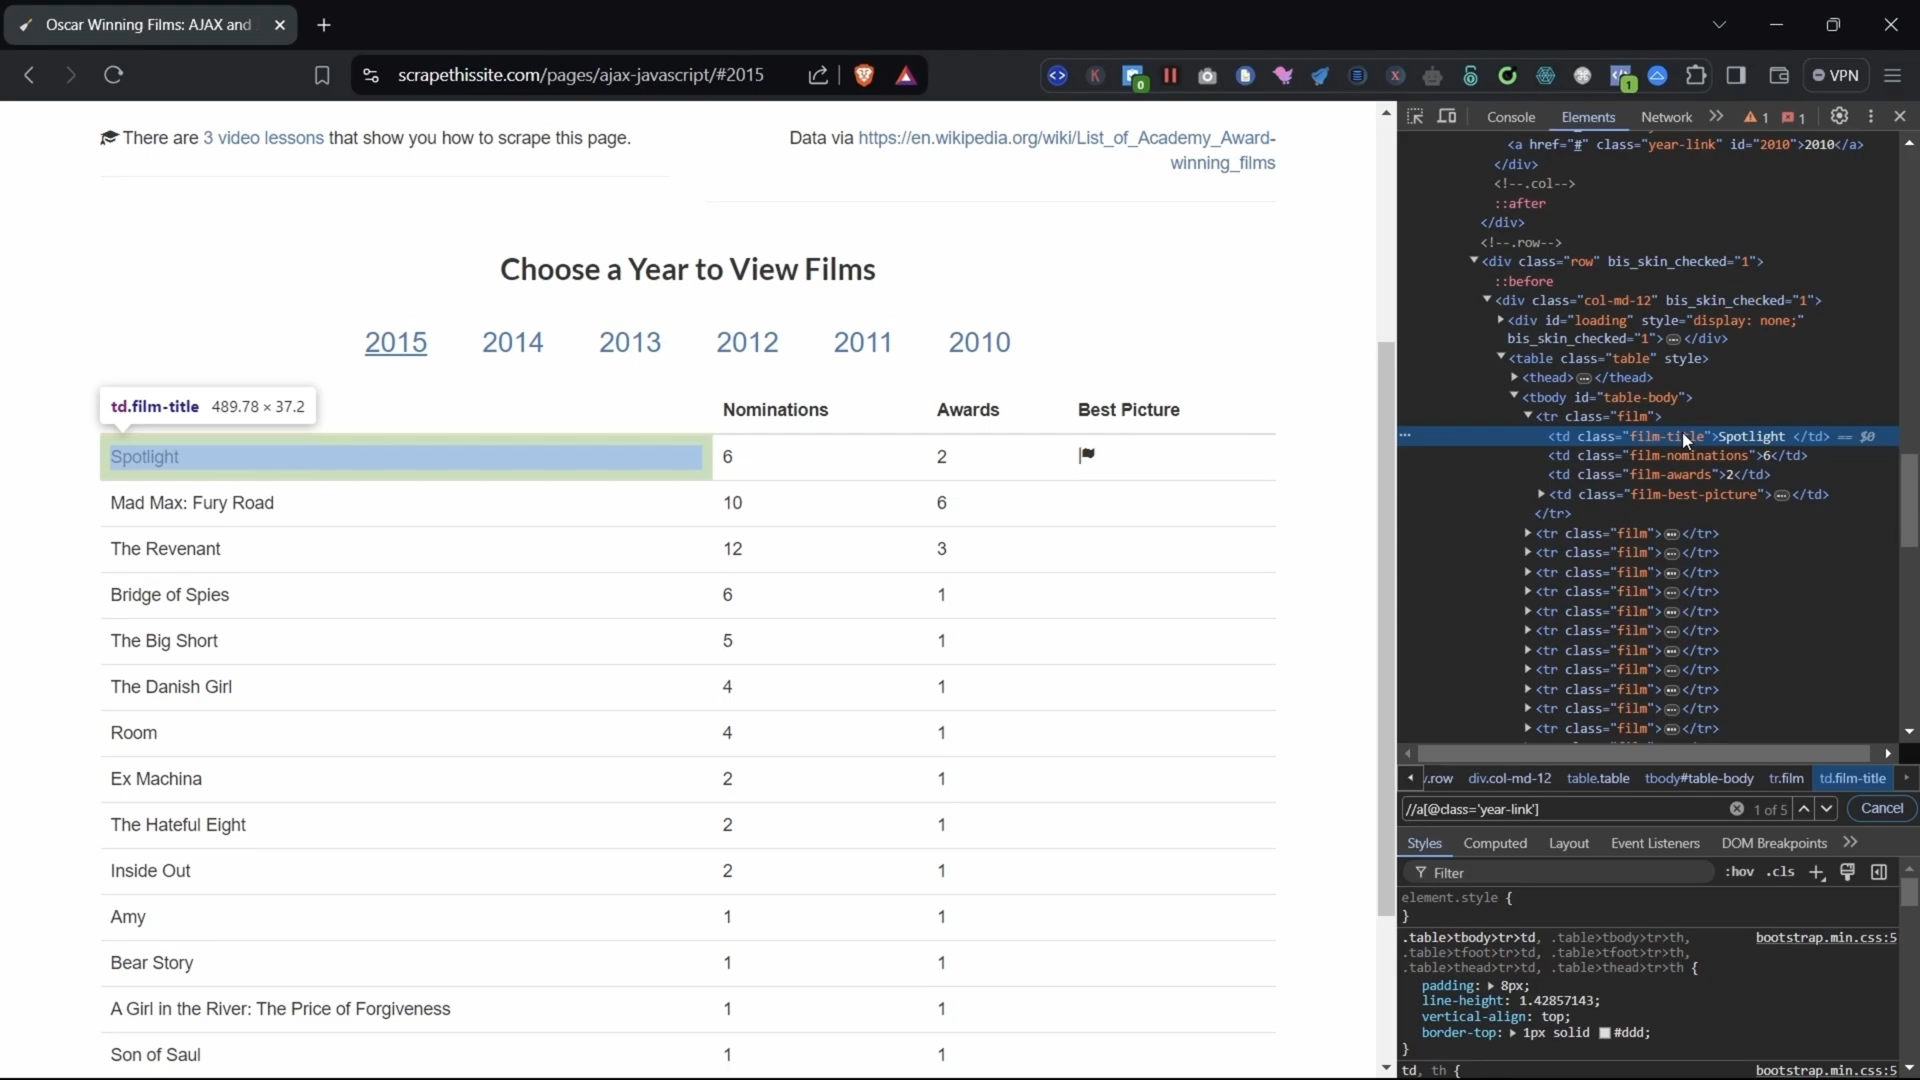 Oscar Winning Films: AJAX and
scrapethissite.com/pages/ajax-javascript/#2015
0
1
VPN
There are 3 video lessons that show you how to scrape this page.
Data via https://en.wikipedia.org/wiki/List_of_Academy_Award-
winning_films
Choose a Year to View Films
2015 2014 2013 2012 2011 2010
td.film-title 489.78 × 37.2
Nominations Awards Best Picture
Spotlight 6 2
Mad Max: Fury Road 10 6
The Revenant 12 3
Bridge of Spies 6 1
The Big Short 5 1
The Danish Girl 4 1
Room 4 1
Ex Machina 2 1
The Hateful Eight 2 1
Inside Out 2 1
Amy 1 1
Bear Story 1 1
A Girl in the River: The Price of Forgiveness 1 1
Son of Saul 1 1
Console Elements Network 1 1
<a href="#" class="year-link" id="2010">2010</a>
</div>
<!--.col-->
::after
</div>
<!--.row-->
<div class="row" bis_skin_checked="1">
::before
<div class="col-md-12" bis_skin_checked="1">
<div id="loading" style="display: none;"
bis_skin_checked="1"> … </div>
<table class="table" style>
<thead> … </thead>
<tbody id="table-body">
<tr class="film">
<td class="film-title">Spotlight </td> == $0
<td class="film-nominations">6</td>
<td class="film-awards">2</td>
<td class="film-best-picture"> … </td>
</tr>
<tr class="film"> … </tr>
<tr class="film"> … </tr>
<tr class="film"> … </tr>
<tr class="film"> … </tr>
<tr class="film"> … </tr>
<tr class="film"> … </tr>
<tr class="film"> … </tr>
<tr class="film"> … </tr>
<tr class="film"> … </tr>
<tr class="film"> … </tr>
<tr class="film"> … </tr>
.row div.col-md-12 table.table tbody#table-body tr.film td.film-title
//a[@class='year-link'] 1 of 5 Cancel
Styles Computed Layout Event Listeners DOM Breakpoints
Filter :hov .cls
element.style {
}
.table>tbody>tr>td, .table>tbody>tr>th, bootstrap.min.css:5
.table>tfoot>tr>td, .table>tfoot>tr>th,
.table>thead>tr>td, .table>thead>tr>th {
padding: 8px;
line-height: 1.42857143;
vertical-align: top;
border-top: 1px solid #ddd;
}
td, th { bootstrap.min.css:5